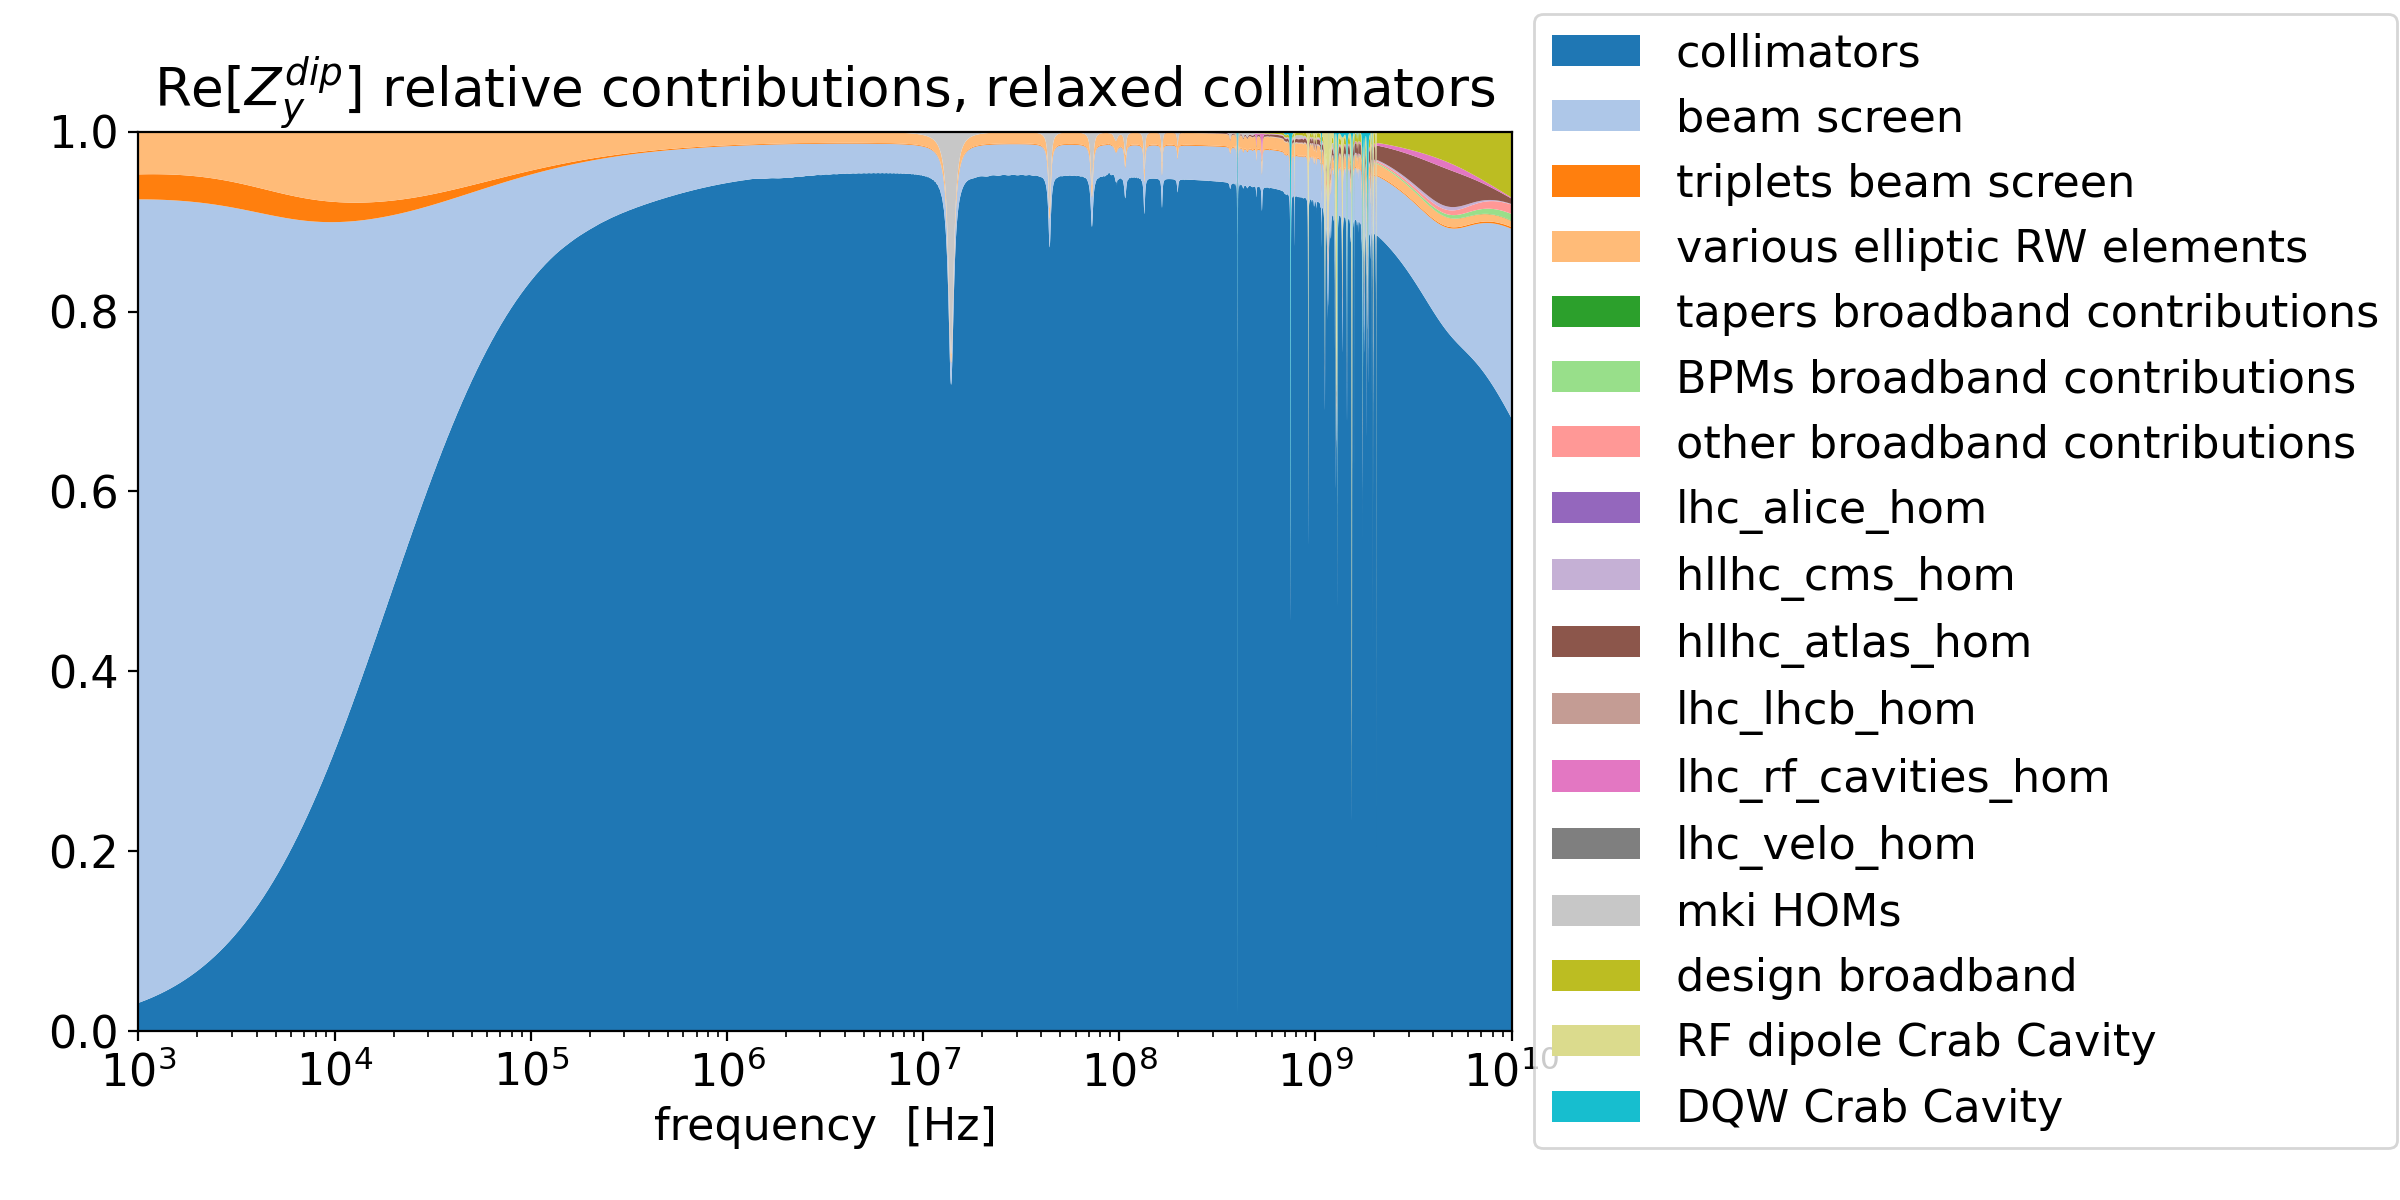 Re[Z_y^{dip}] relative contributions, relaxed collimators
1.0
0.8
0.6
0.4
0.2
0.0
10^3 10^4 10^5 10^6 10^7 10^8 10^9 10^10
frequency [Hz]
collimators
beam screen
triplets beam screen
various elliptic RW elements
tapers broadband contributions
BPMs broadband contributions
other broadband contributions
lhc_alice_hom
hllhc_cms_hom
hllhc_atlas_hom
lhc_lhcb_hom
lhc_rf_cavities_hom
lhc_velo_hom
mki HOMs
design broadband
RF dipole Crab Cavity
DQW Crab Cavity